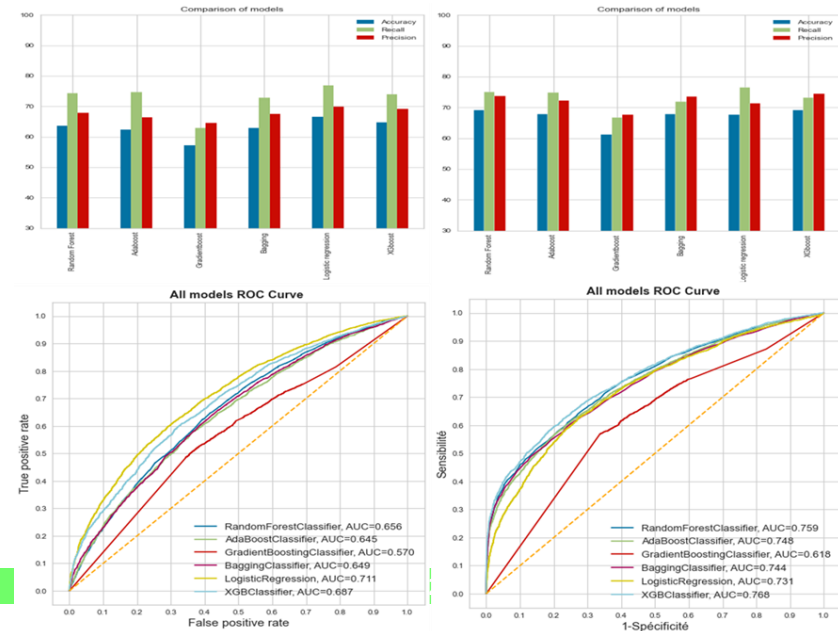 Comparison of models
100
90
80
70
60
50
40
30
Accuracy
Recall
Precision
Random Forest
Adaboost
Gradientboost
Bagging
Logistic regression
XGboost
Comparison of models
100
90
80
70
60
50
40
30
Accuracy
Recall
Precision
Random Forest
Adaboost
Gradientboost
Bagging
Logistic regression
XGboost
All models ROC Curve
True positive rate
1.0
0.9
0.8
0.7
0.6
0.5
0.4
0.3
0.2
0.1
0.0
RandomForestClassifier, AUC=0.656
AdaBoostClassifier, AUC=0.645
GradientBoostingClassifier, AUC=0.570
BaggingClassifier, AUC=0.649
LogisticRegression, AUC=0.711
XGBClassifier, AUC=0.687
0.0 0.1 0.2 0.3 0.4 0.5 0.6 0.7 0.8 0.9 1.0
False positive rate
All models ROC Curve
Sensibilité
1.0
0.9
0.8
0.7
0.6
0.5
0.4
0.3
0.2
0.1
0.0
RandomForestClassifier, AUC=0.759
AdaBoostClassifier, AUC=0.748
GradientBoostingClassifier, AUC=0.618
BaggingClassifier, AUC=0.744
LogisticRegression, AUC=0.731
XGBClassifier, AUC=0.768
0.0 0.1 0.2 0.3 0.4 0.5 0.6 0.7 0.8 0.9 1.0
1-Spécificité